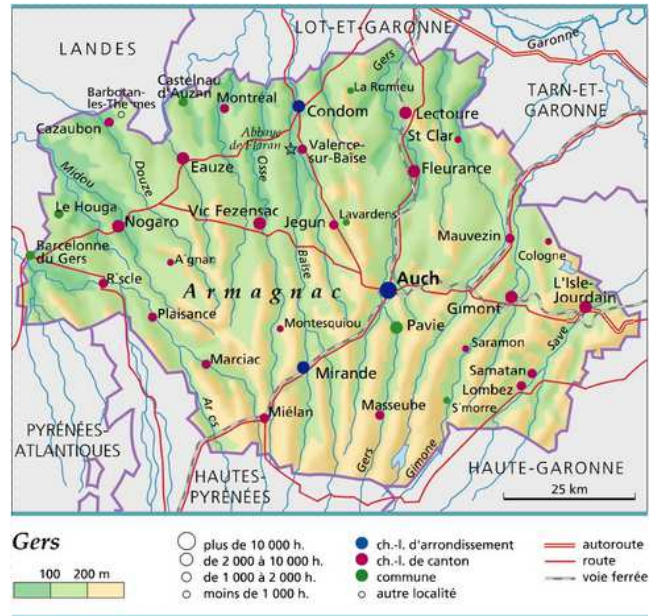 LOT-ET-GARONNE
LANDES
Garonne
Gers
TARN-ET-
GARONNE
Castelnau
d'Auzan
Barbotan-
les-Thermes
La Romieu
Montréal
Condom
Lectoure
Cazaubon
Abbaye
de Flaran
St Clar
Valence-
sur-Baïse
Midou
Douze
Osse
Eauze
Fleurance
Le Houga
Vic Fezensac
Jegun
Lavardens
Nogaro
Mauvezin
Cologne
Barcelonne
du Gers
A'gnan
Baïse
R'scle
Auch
Armagnac
Gimont
L'Isle-
Jourdain
Plaisance
Montesquiou
Pavie
Saramon
Save
Marciac
Mirande
Samatan
Lombez
Ar os
Miélan
Masseube
S'morre
PYRÉNÉES-
ATLANTIQUES
Gers
Gimone
HAUTES-
PYRÉNÉES
HAUTE-GARONNE
25 km
Gers
100 200 m
plus de 10 000 h.
de 2 000 à 10 000 h.
de 1 000 à 2 000 h.
moins de 1 000 h.
ch.-l. d'arrondissement
ch.-l. de canton
commune
autre localité
autoroute
route
voie ferrée